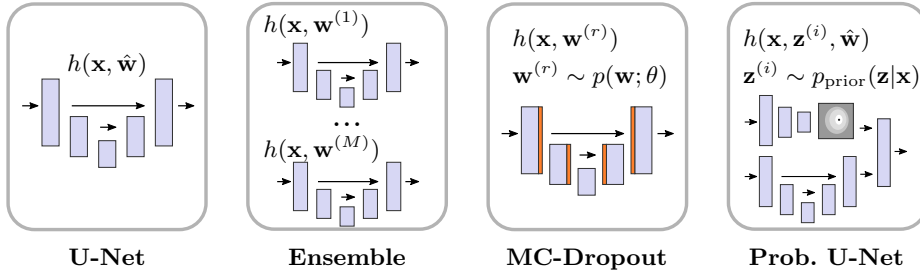 h(x, ŵ)
U-Net
h(x, w⁽¹⁾)
...
h(x, w⁽ᴹ⁾)
Ensemble
h(x, w⁽ʳ⁾)
w⁽ʳ⁾ ∼ p(w; θ)
MC-Dropout
h(x, z⁽ⁱ⁾, ŵ)
z⁽ⁱ⁾ ∼ p_prior(z|x)
Prob. U-Net